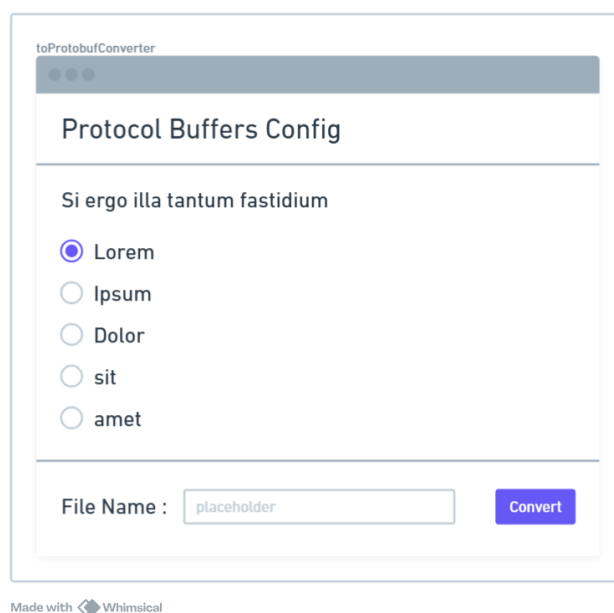 toProtobufConverter
Protocol Buffers Config
Si ergo illa tantum fastidium
Lorem
Ipsum
Dolor
sit
amet
File Name : placeholder Convert
Made with Whimsical